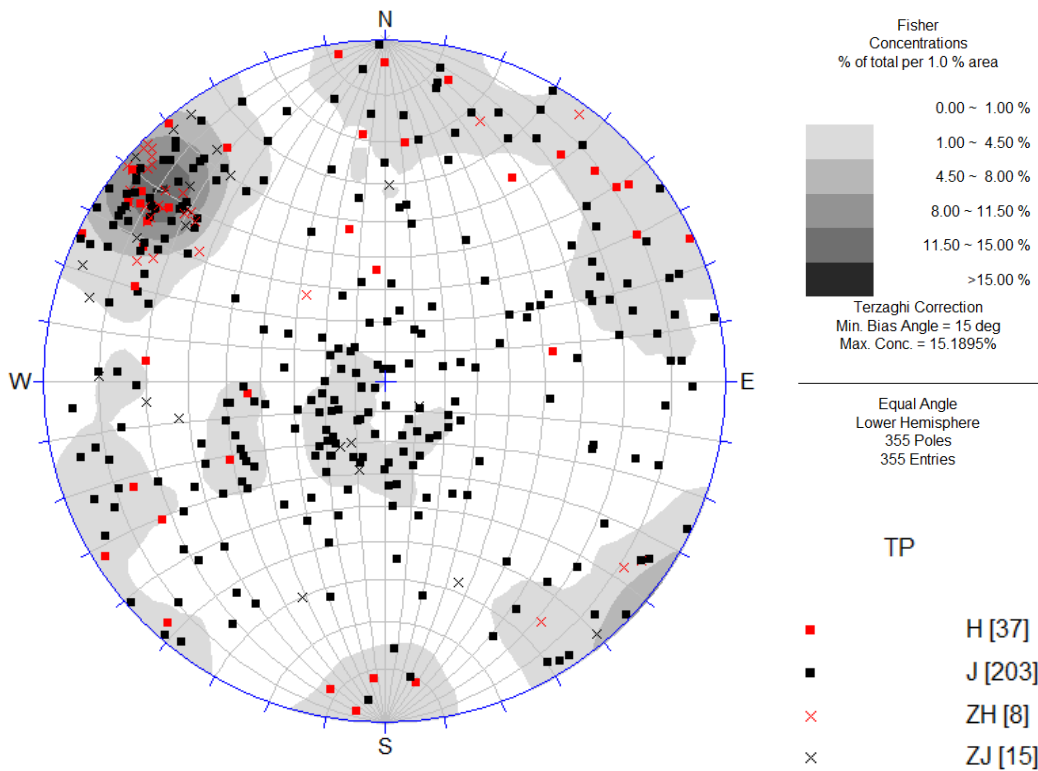 N
W
E
S
Fisher
Concentrations
% of total per 1.0 % area
0.00 ~ 1.00 %
1.00 ~ 4.50 %
4.50 ~ 8.00 %
8.00 ~ 11.50 %
11.50 ~ 15.00 %
>15.00 %
Terzaghi Correction
Min. Bias Angle = 15 deg
Max. Conc. = 15.1895%
Equal Angle
Lower Hemisphere
355 Poles
355 Entries
TP
H [37]
J [203]
ZH [8]
ZJ [15]